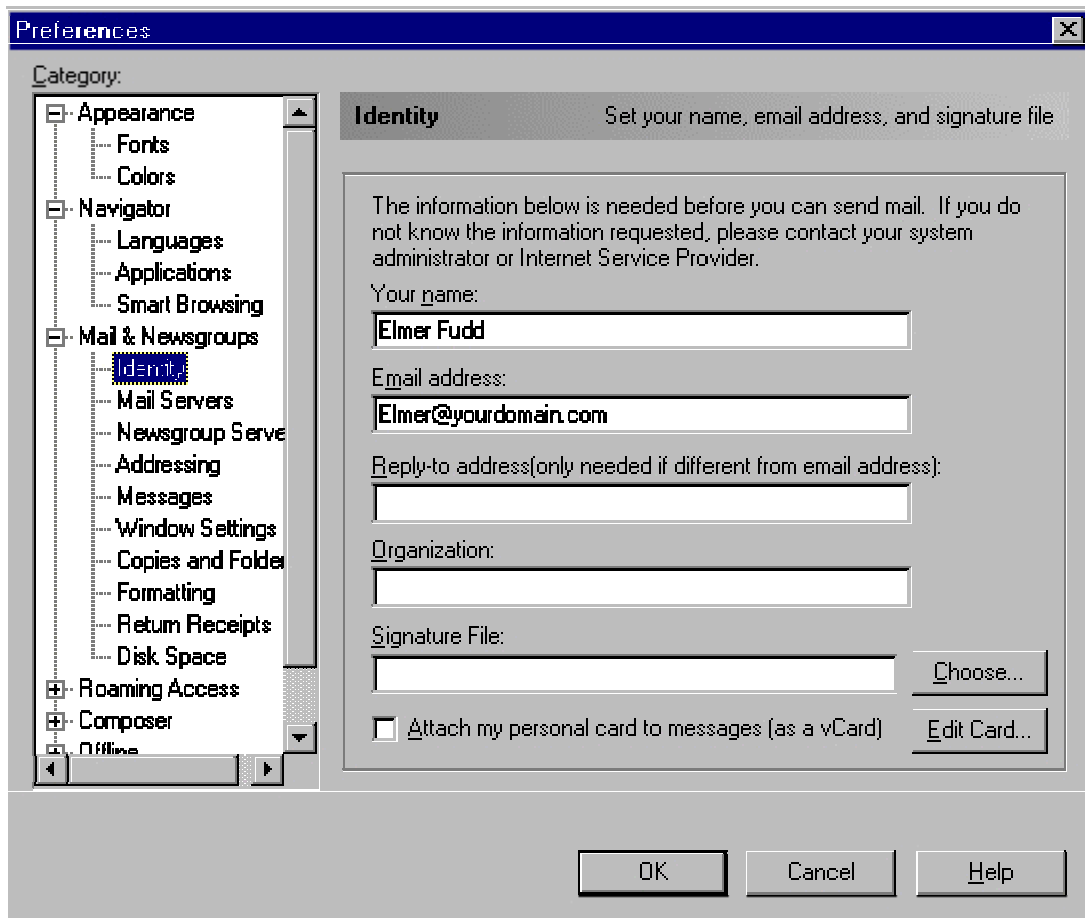 Preferences
Category:
Appearance
Fonts
Colors
Navigator
Languages
Applications
Smart Browsing
Mail & Newsgroups
Identity
Mail Servers
Newsgroup Serve
Addressing
Messages
Window Settings
Copies and Folder
Formatting
Return Receipts
Disk Space
Roaming Access
Composer
Offline
Identity Set your name, email address, and signature file
The information below is needed before you can send mail. If you do
not know the information requested, please contact your system
administrator or Internet Service Provider.
Your name:
Elmer Fudd
Email address:
Elmer@yourdomain.com
Reply-to address(only needed if different from email address):
Organization:
Signature File:
Choose...
Attach my personal card to messages (as a vCard)
Edit Card...
OK Cancel Help